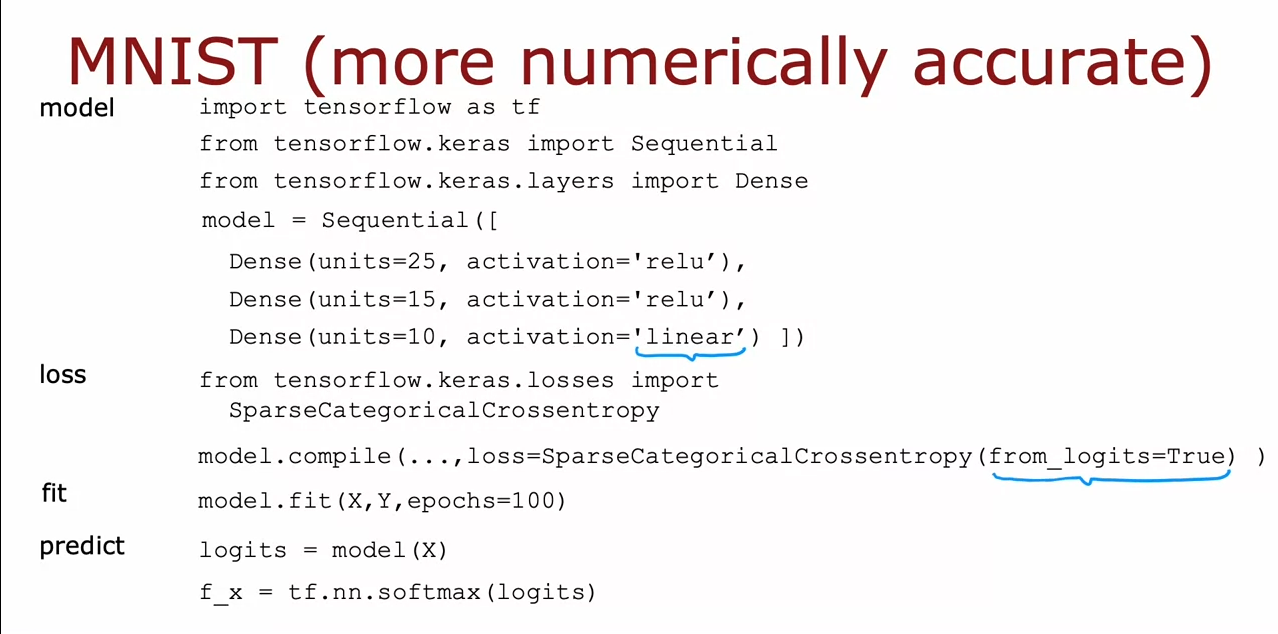 MNIST (more numerically accurate)
model
import tensorflow as tf
from tensorflow.keras import Sequential
from tensorflow.keras.layers import Dense
model = Sequential([
Dense(units=25, activation='relu’),
Dense(units=15, activation='relu’),
Dense(units=10, activation='linear’) ])
loss
from tensorflow.keras.losses import
SparseCategoricalCrossentropy
model.compile(...,loss=SparseCategoricalCrossentropy(from_logits=True) )
fit
model.fit(X,Y,epochs=100)
predict
logits = model(X)
f_x = tf.nn.softmax(logits)